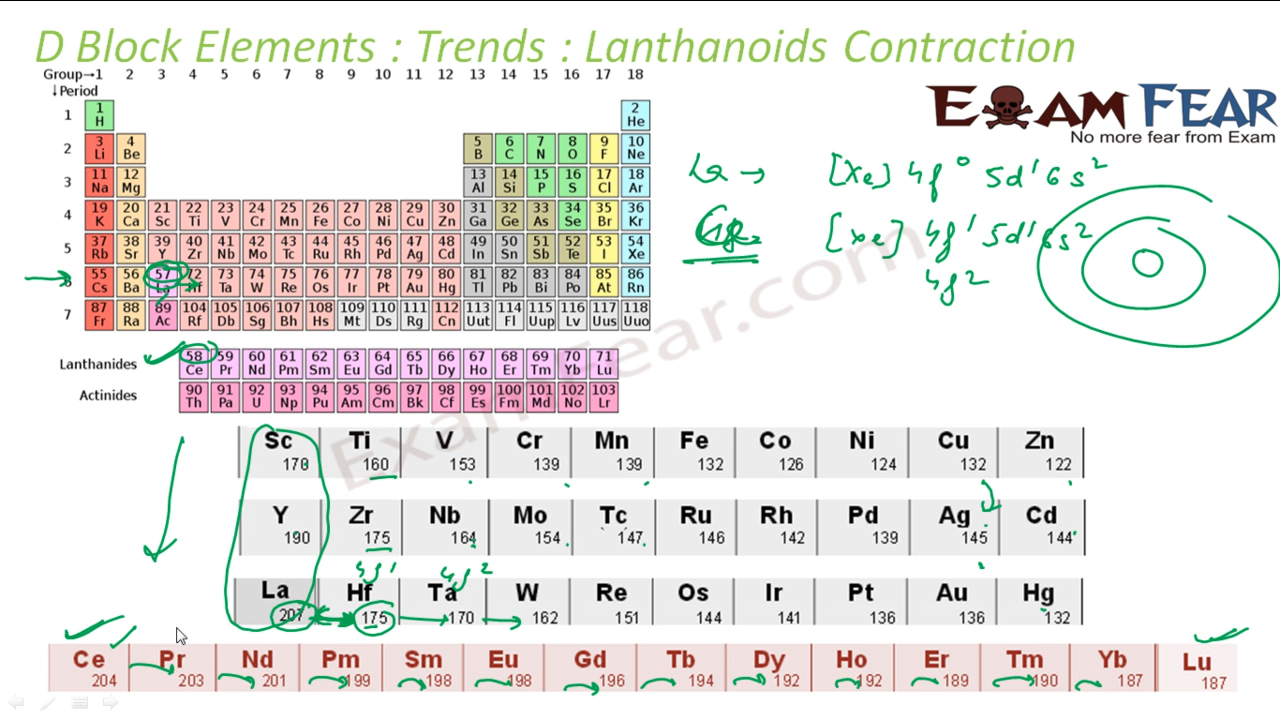 D Block Elements : Trends : Lanthanoids Contraction
Group→1 2 3 4 5 6 7 8 9 10 11 12 13 14 15 16 17 18
↓Period
1 1 H 2 He
2 3 Li 4 Be 5 B 6 C 7 N 8 O 9 F 10 Ne
3 11 Na 12 Mg 13 Al 14 Si 15 P 16 S 17 Cl 18 Ar
4 19 K 20 Ca 21 Sc 22 Ti 23 V 24 Cr 25 Mn 26 Fe 27 Co 28 Ni 29 Cu 30 Zn 31 Ga 32 Ge 33 As 34 Se 35 Br 36 Kr
5 37 Rb 38 Sr 39 Y 40 Zr 41 Nb 42 Mo 43 Tc 44 Ru 45 Rh 46 Pd 47 Ag 48 Cd 49 In 50 Sn 51 Sb 52 Te 53 I 54 Xe
6 55 Cs 56 Ba 57 La 72 Hf 73 Ta 74 W 75 Re 76 Os 77 Ir 78 Pt 79 Au 80 Hg 81 Tl 82 Pb 83 Bi 84 Po 85 At 86 Rn
7 87 Fr 88 Ra 89 Ac 104 Rf 105 Db 106 Sg 107 Bh 108 Hs 109 Mt 110 Ds 111 Rg 112 Cn 113 Uut 114 Fl 115 Uup 116 Lv 117 Uus 118 Uuo
Lanthanides 58 Ce 59 Pr 60 Nd 61 Pm 62 Sm 63 Eu 64 Gd 65 Tb 66 Dy 67 Ho 68 Er 69 Tm 70 Yb 71 Lu
Actinides 90 Th 91 Pa 92 U 93 Np 94 Pu 95 Am 96 Cm 97 Bk 98 Cf 99 Es 100 Fm 101 Md 102 No 103 Lr
EXAM FEAR
No more fear from Exam
La → [Xe] 4f⁰ 5d¹ 6s²
[xe] 4f¹ 5d¹ 6s²
4f²
ExamFear.com
Sc Ti V Cr Mn Fe Co Ni Cu Zn
170 160 153 139 139 132 126 124 132 122
Y Zr Nb Mo Tc Ru Rh Pd Ag Cd
190 175 164 154 147 146 142 139 145 144
4f¹ 4f²
La Hf Ta W Re Os Ir Pt Au Hg
207 175 170 162 151 144 141 136 136 132
Ce Pr Nd Pm Sm Eu Gd Tb Dy Ho Er Tm Yb Lu
204 203 201 199 198 198 196 194 192 192 189 190 187 187